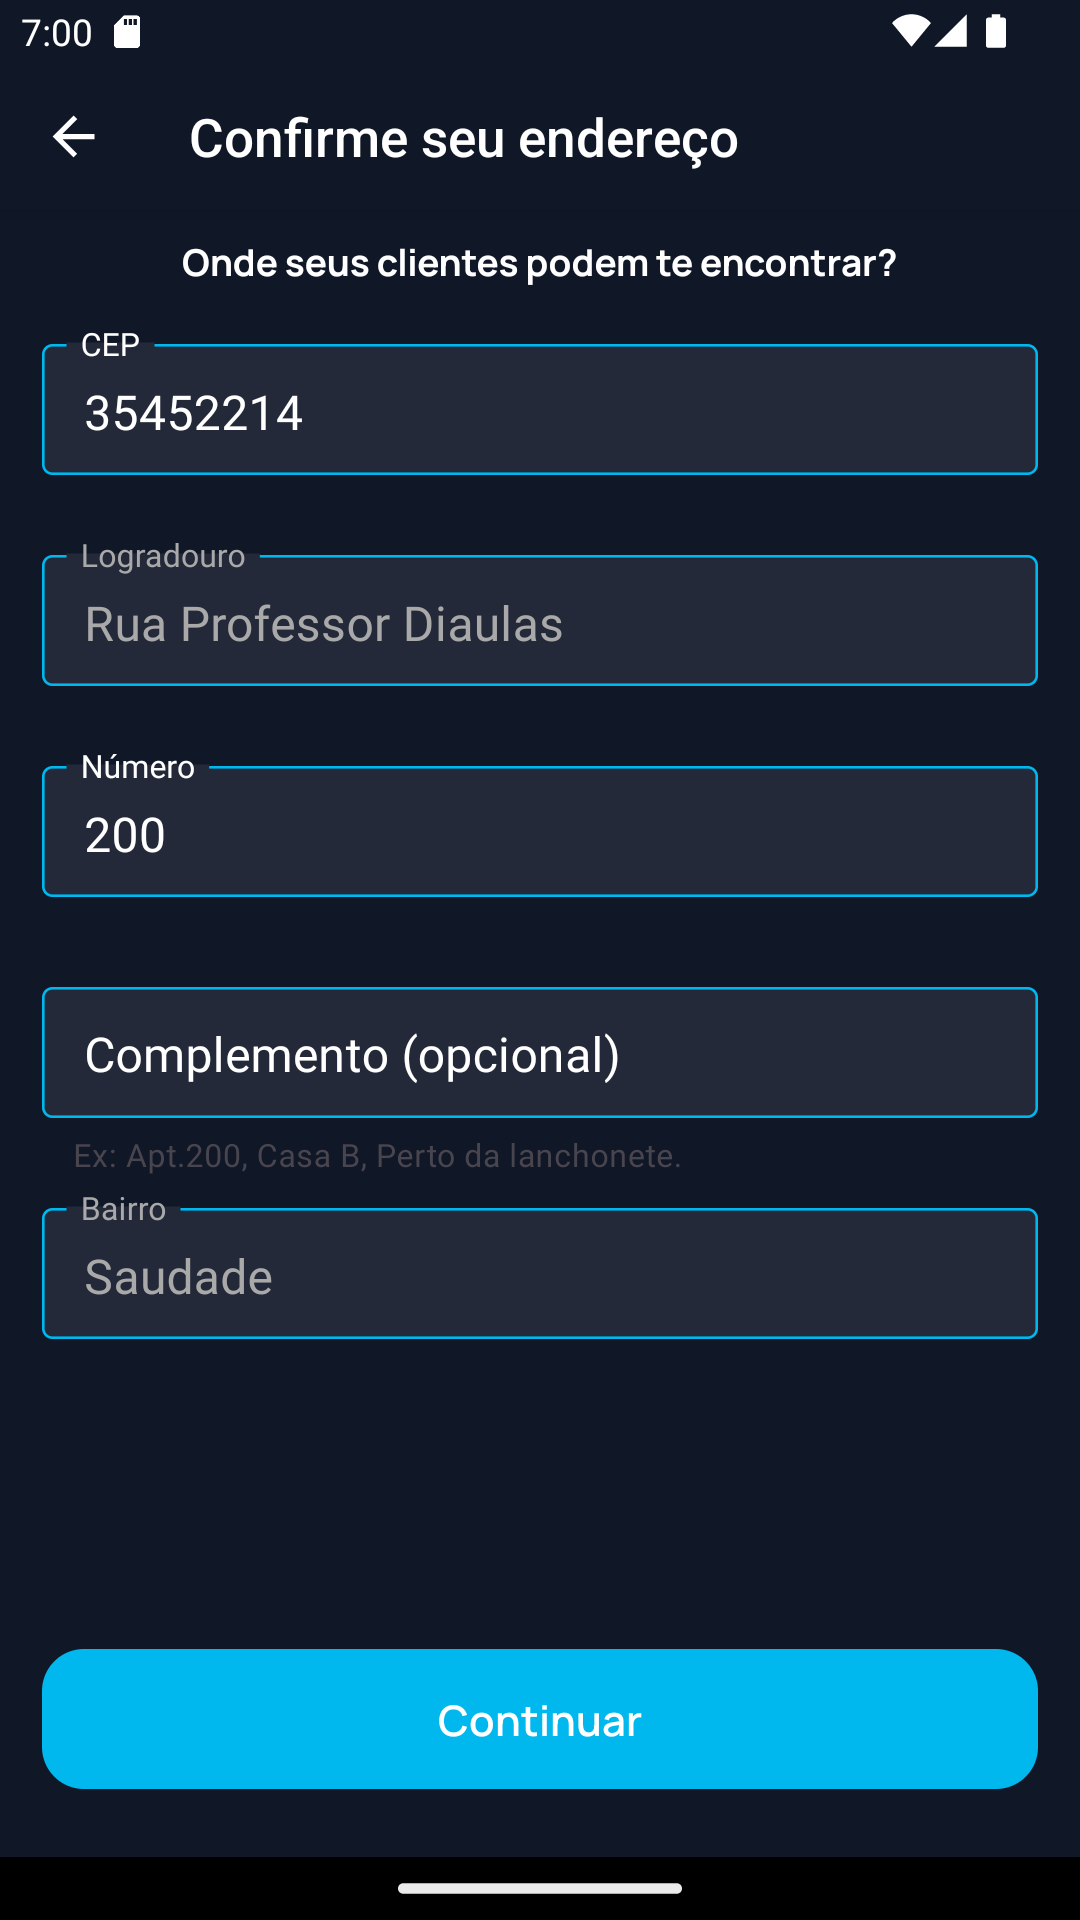 7:00
Confirme seu endereço
Onde seus clientes podem te encontrar?
CEP
35452214
Logradouro
Rua Professor Diaulas
Número
200
Complemento (opcional)
Ex: Apt.200, Casa B, Perto da lanchonete.
Bairro
Saudade
Continuar